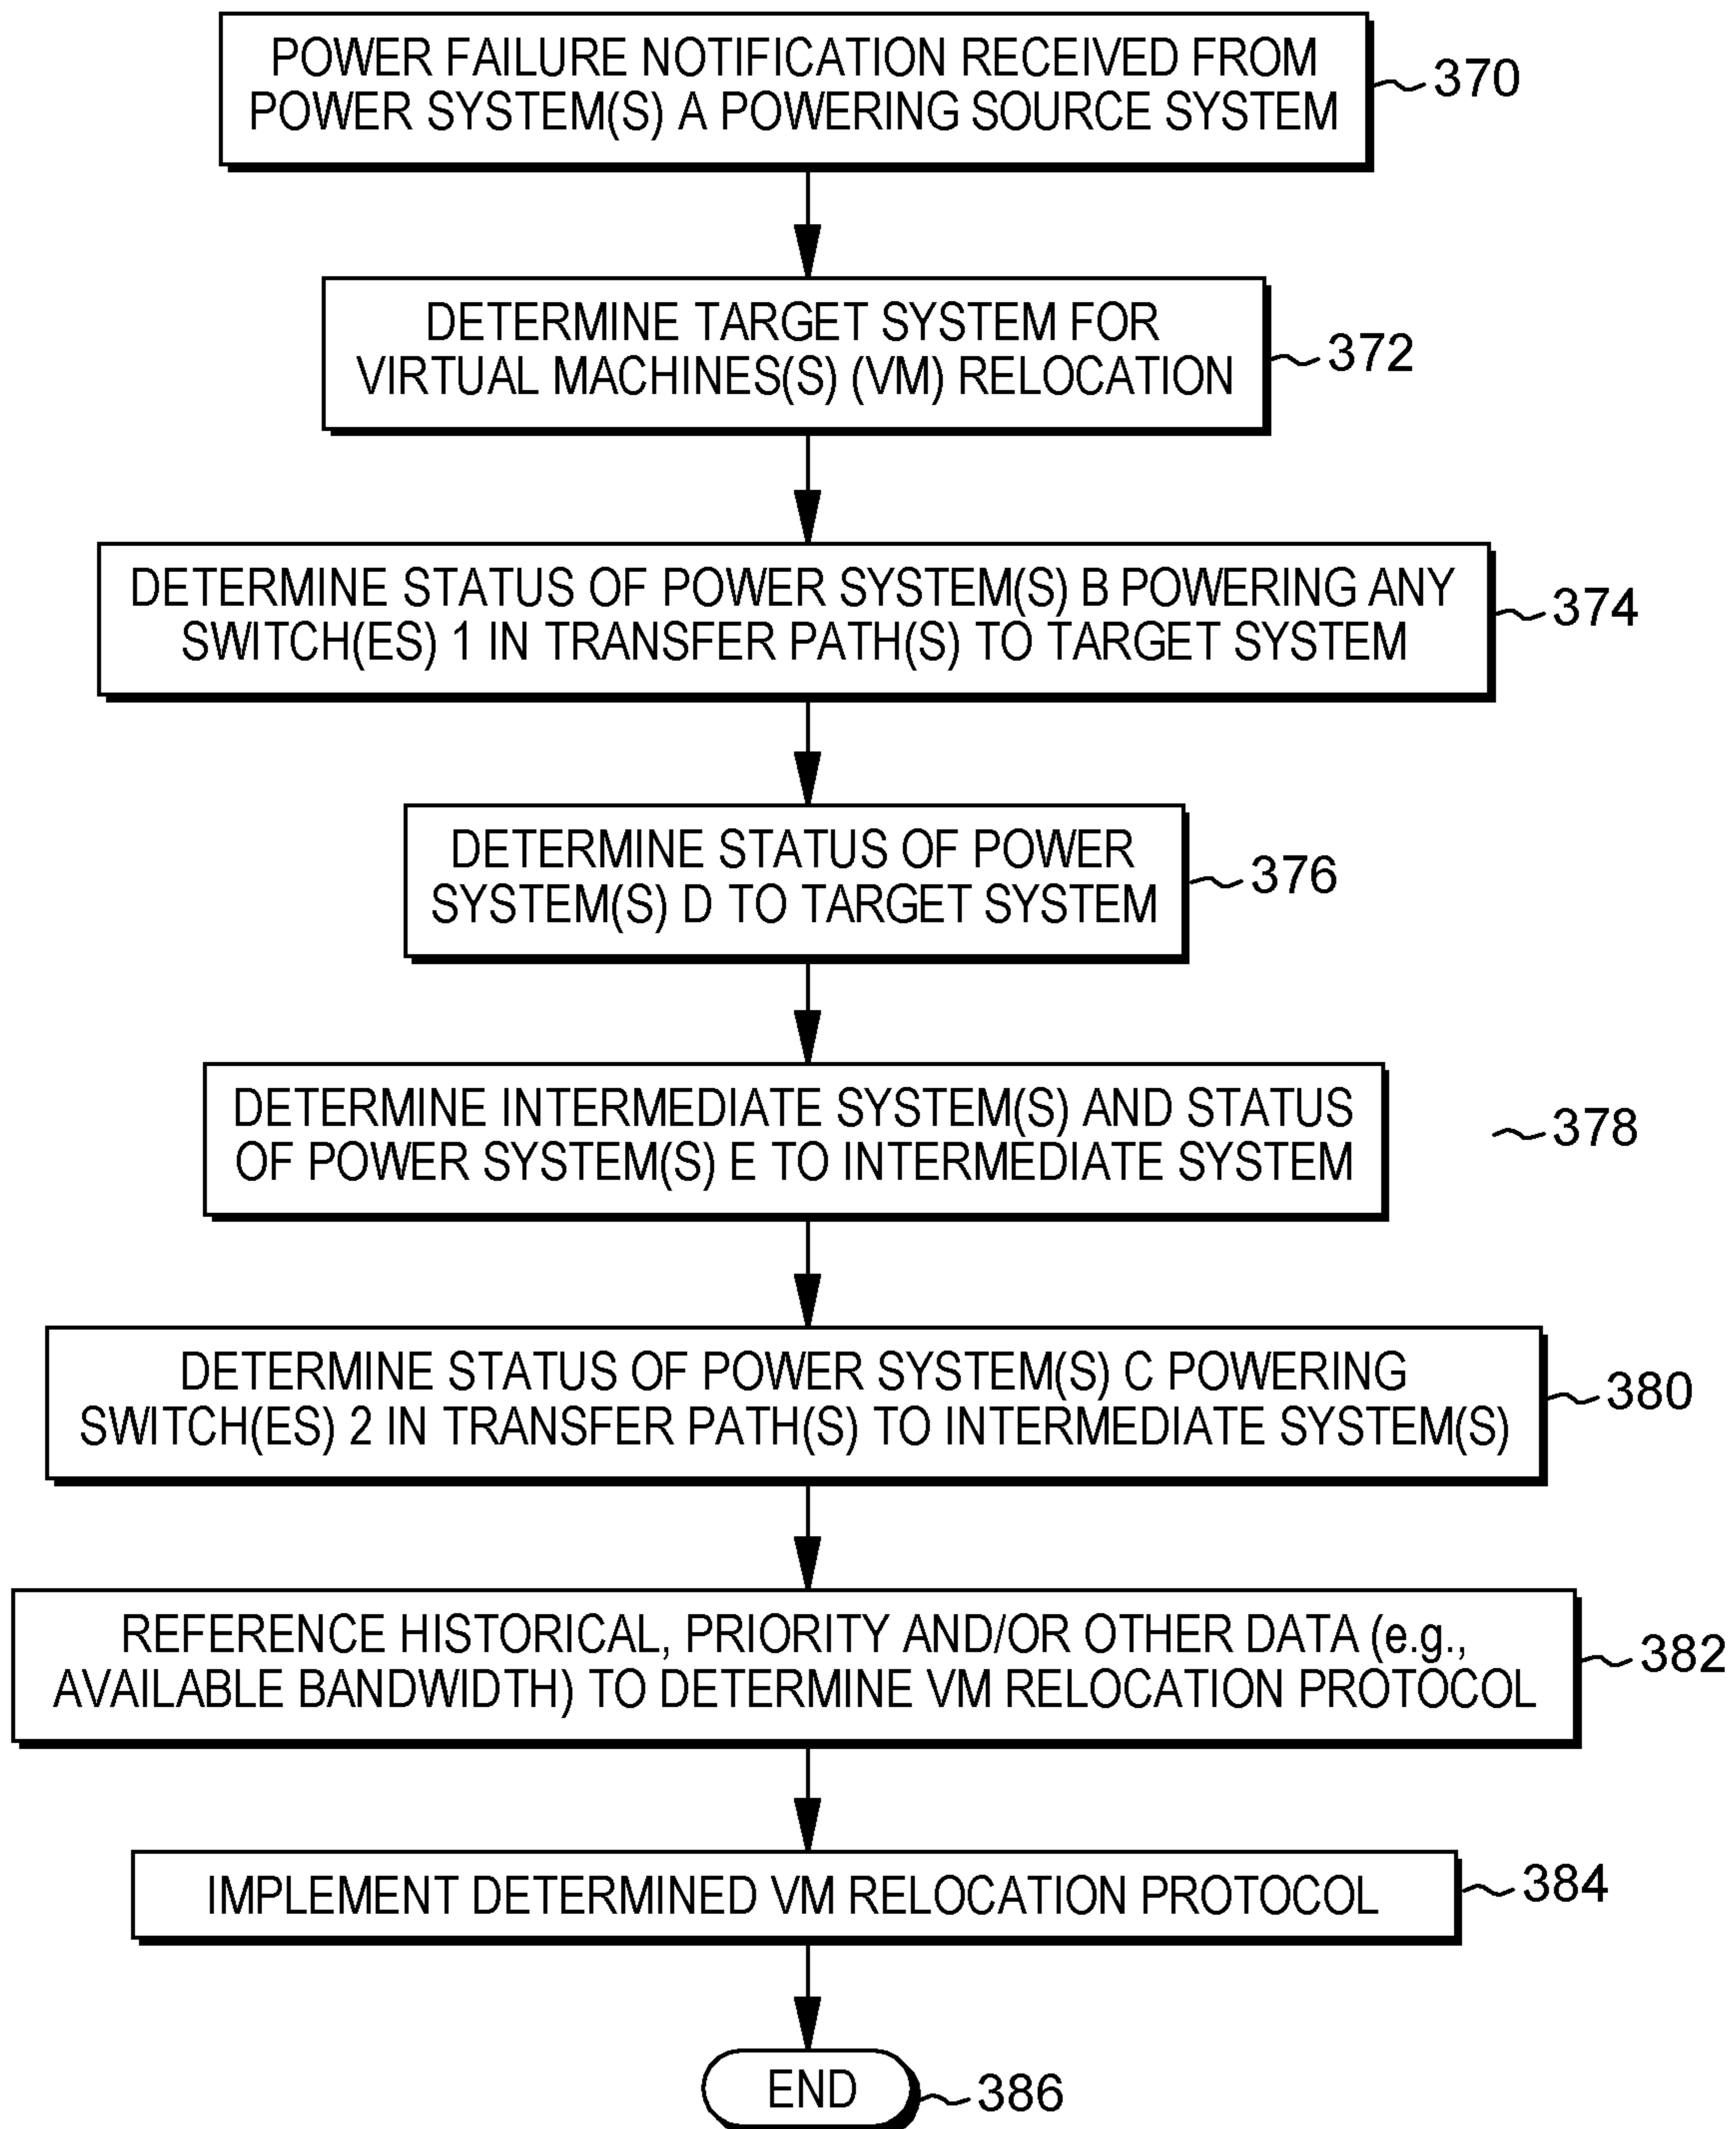 POWER FAILURE NOTIFICATION RECEIVED FROM
POWER SYSTEM(S) A POWERING SOURCE SYSTEM
370
DETERMINE TARGET SYSTEM FOR
VIRTUAL MACHINES(S) (VM) RELOCATION
372
DETERMINE STATUS OF POWER SYSTEM(S) B POWERING ANY
SWITCH(ES) 1 IN TRANSFER PATH(S) TO TARGET SYSTEM
374
DETERMINE STATUS OF POWER
SYSTEM(S) D TO TARGET SYSTEM
376
DETERMINE INTERMEDIATE SYSTEM(S) AND STATUS
OF POWER SYSTEM(S) E TO INTERMEDIATE SYSTEM
378
DETERMINE STATUS OF POWER SYSTEM(S) C POWERING
SWITCH(ES) 2 IN TRANSFER PATH(S) TO INTERMEDIATE SYSTEM(S)
380
REFERENCE HISTORICAL, PRIORITY AND/OR OTHER DATA (e.g.,
AVAILABLE BANDWIDTH) TO DETERMINE VM RELOCATION PROTOCOL
382
IMPLEMENT DETERMINED VM RELOCATION PROTOCOL
384
END
386